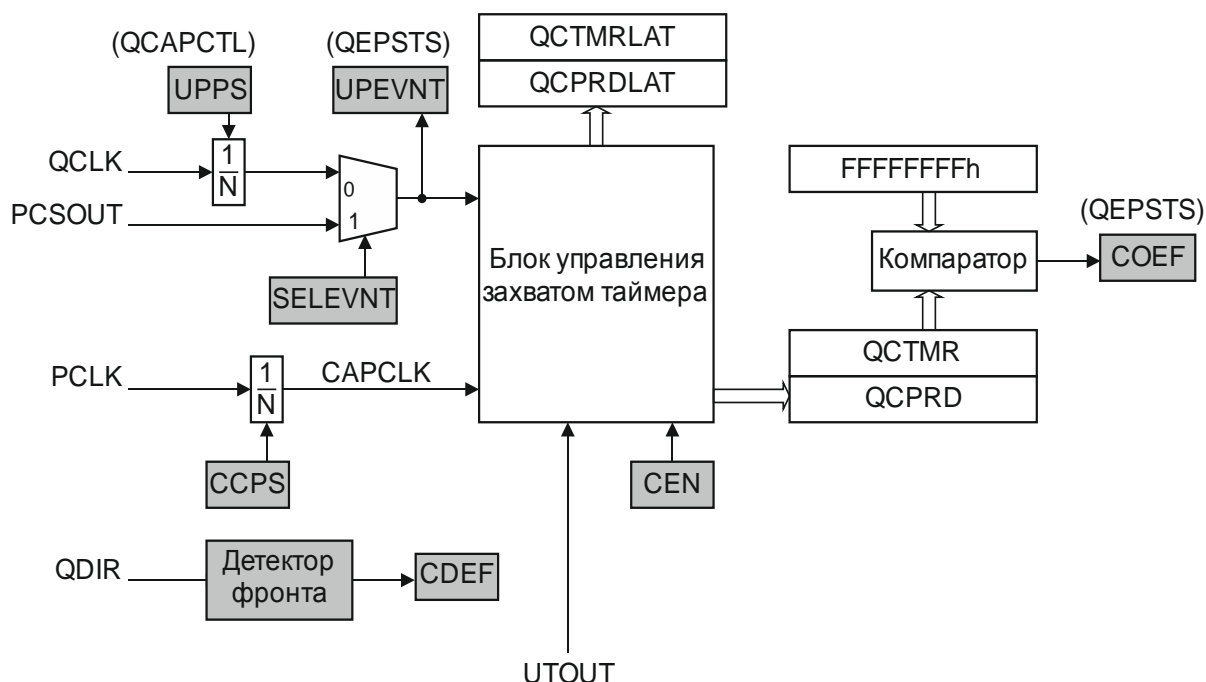 (QCAPCTL)
(QEPSTS)
QCTMRLAT
UPPS
UPEVNT
QCPRDLAT
QCLK
1
N
0
FFFFFFFFh
PCSOUT
1
(QEPSTS)
Блок управления
захватом таймера
Компаратор
COEF
SELEVNT
QCTMR
PCLK
1
N
CAPCLK
QCPRD
CCPS
CEN
QDIR
Детектор
фронта
CDEF
UTOUT